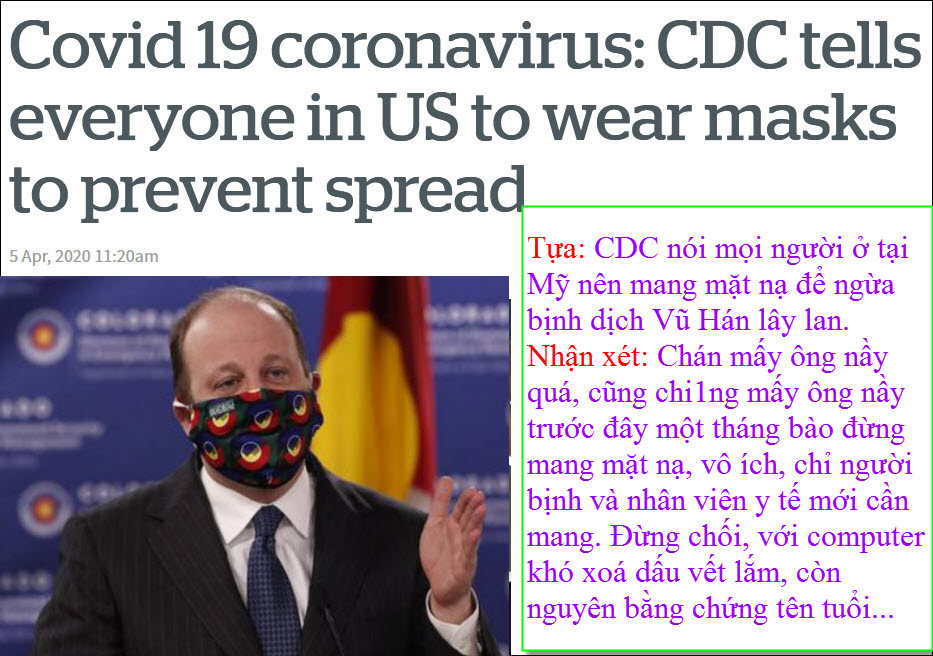 Covid 19 coronavirus: CDC tells
everyone in US to wear masks
to prevent spread
5 Apr, 2020 11:20am
Tựa: CDC nói mọi người ở tại
Mỹ nên mang mặt nạ để ngừa
bịnh dịch Vũ Hán lây lan.
Nhận xét: Chán mấy ông nầy
quá, cũng chi1ng mấy ông nầy
trước đây một tháng bào đừng
mang mặt nạ, vô ích, chỉ người
bịnh và nhân viên y tế mới cần
mang. Đừng chối, với computer
khó xoá dấu vết lắm, còn
nguyên bằng chứng tên tuổi...
COLORADO